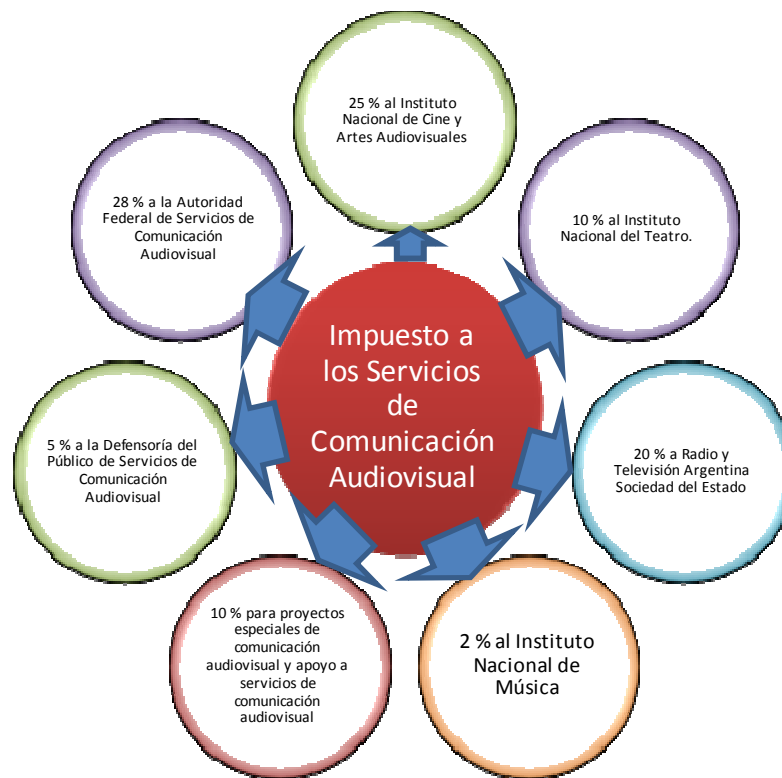 25 % al Instituto
Nacional de Cine y
Artes Audiovisuales
10 % al Instituto
Nacional del Teatro.
20 % a Radio y
Televisión Argentina
Sociedad del Estado
2 % al Instituto
Nacional de
Música
10 % para proyectos
especiales de
comunicación
audiovisual y apoyo a
servicios de
comunicación
audiovisual
5 % a la Defensoría del
Público de Servicios de
Comunicación
Audiovisual
28 % a la Autoridad
Federal de Servicios de
Comunicación
Audiovisual
Impuesto a
los Servicios
de
Comunicación
Audiovisual